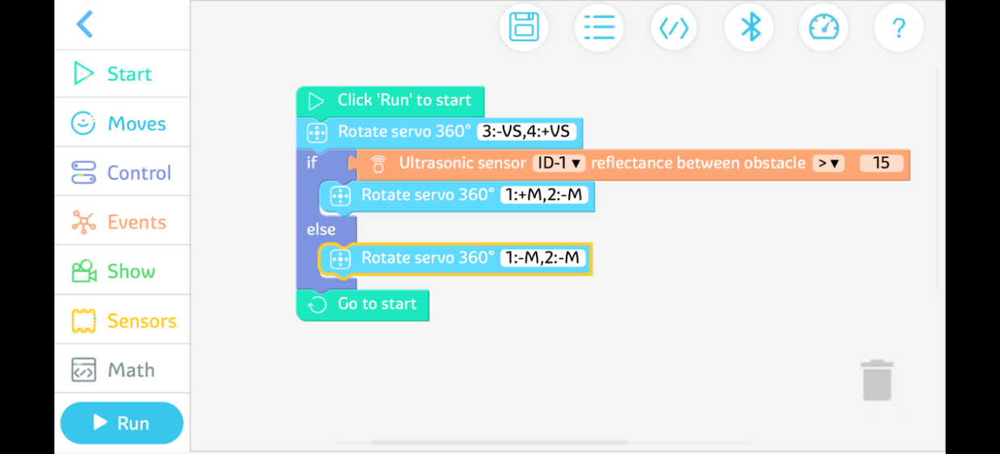 Start
Moves
Control
Events
Show
Sensors
Math
Run
?
Click 'Run' to start
Rotate servo 360° 3:-VS,4:+VS
if Ultrasonic sensor ID-1 ▾ reflectance between obstacle > ▾ 15
Rotate servo 360° 1:+M,2:-M
else
Rotate servo 360° 1:-M,2:-M
Go to start